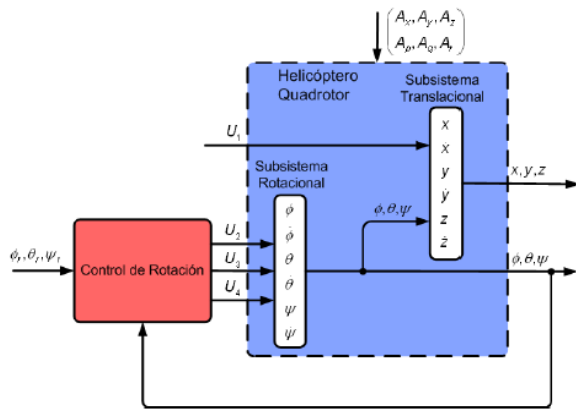 A_x, A_y, A_z
A_p, A_q, A_r
Helicóptero
Quadrotor
Subsistema
Translacional
U_1
x
ẋ
y
ẏ
z
ż
x, y, z
Subsistema
Rotacional
ϕ
ϕ̇
θ
θ̇
ψ
ψ̇
ϕ, θ, ψ
U_2
U_3
U_4
ϕ_r, θ_r, ψ_r
Control de Rotación
ϕ, θ, ψ